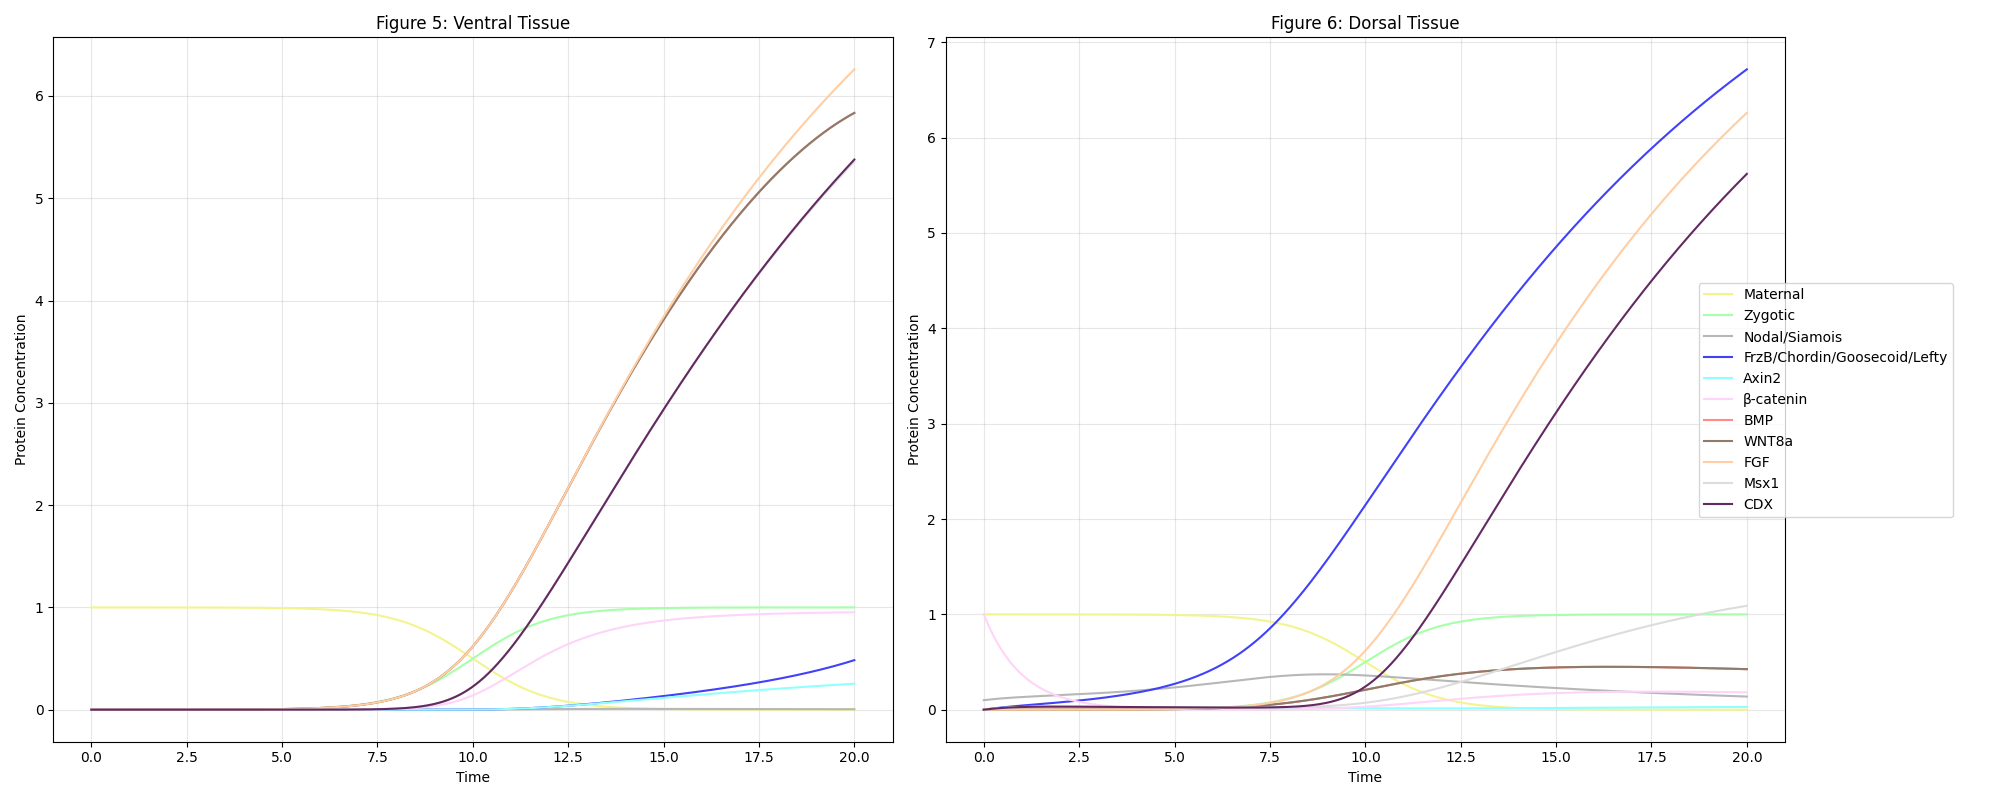 Figure 5: Ventral Tissue
Protein Concentration
6
5
4
3
2
1
0
0.0 2.5 5.0 7.5 10.0 12.5 15.0 17.5 20.0
Time
Figure 6: Dorsal Tissue
Protein Concentration
7
6
5
4
3
2
1
0
0.0 2.5 5.0 7.5 10.0 12.5 15.0 17.5 20.0
Time
Maternal
Zygotic
Nodal/Siamois
FrzB/Chordin/Goosecoid/Lefty
Axin2
β-catenin
BMP
WNT8a
FGF
Msx1
CDX